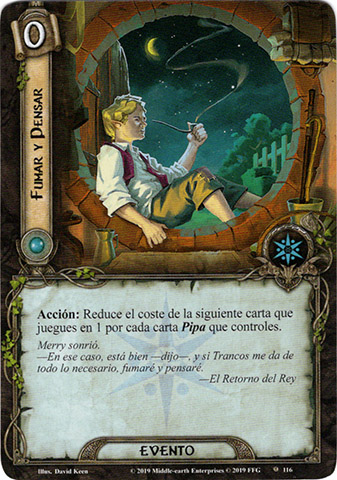 0
FUMAR Y PENSAR
Acción: Reduce el coste de la siguiente carta que
juegues en 1 por cada carta Pipa que controles.
Merry sonrió.
—En ese caso, está bien —dijo—, y si Trancos me da de
todo lo necesario, fumaré y pensaré.
—El Retorno del Rey
EVENTO
Illus. David Keen
© 2019 Middle-earth Enterprises © 2019 FFG
116